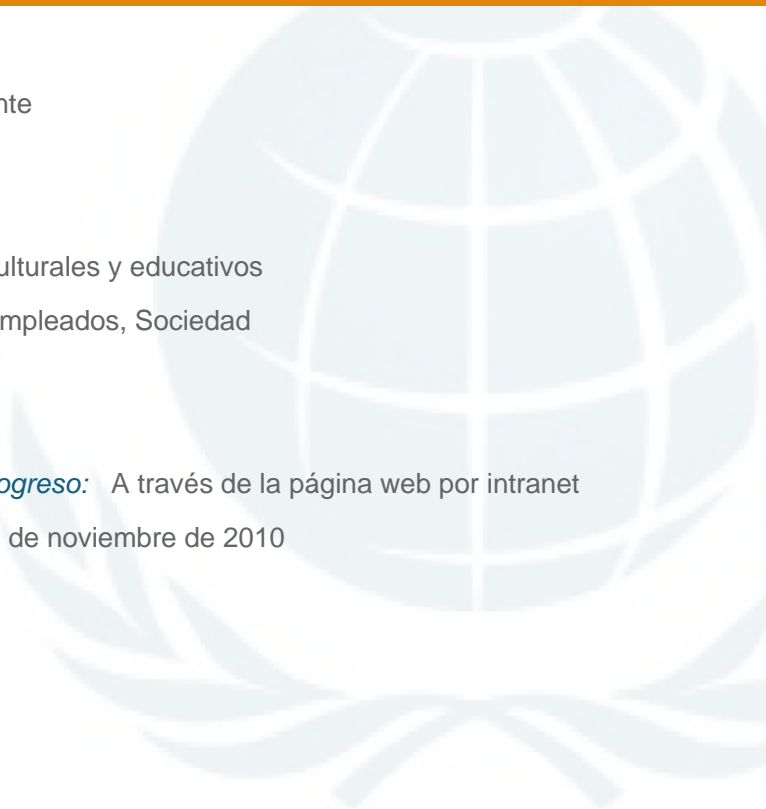 nte
ulturales y educativos
mpleados, Sociedad
ogreso: A través de la página web por intranet
de noviembre de 2010